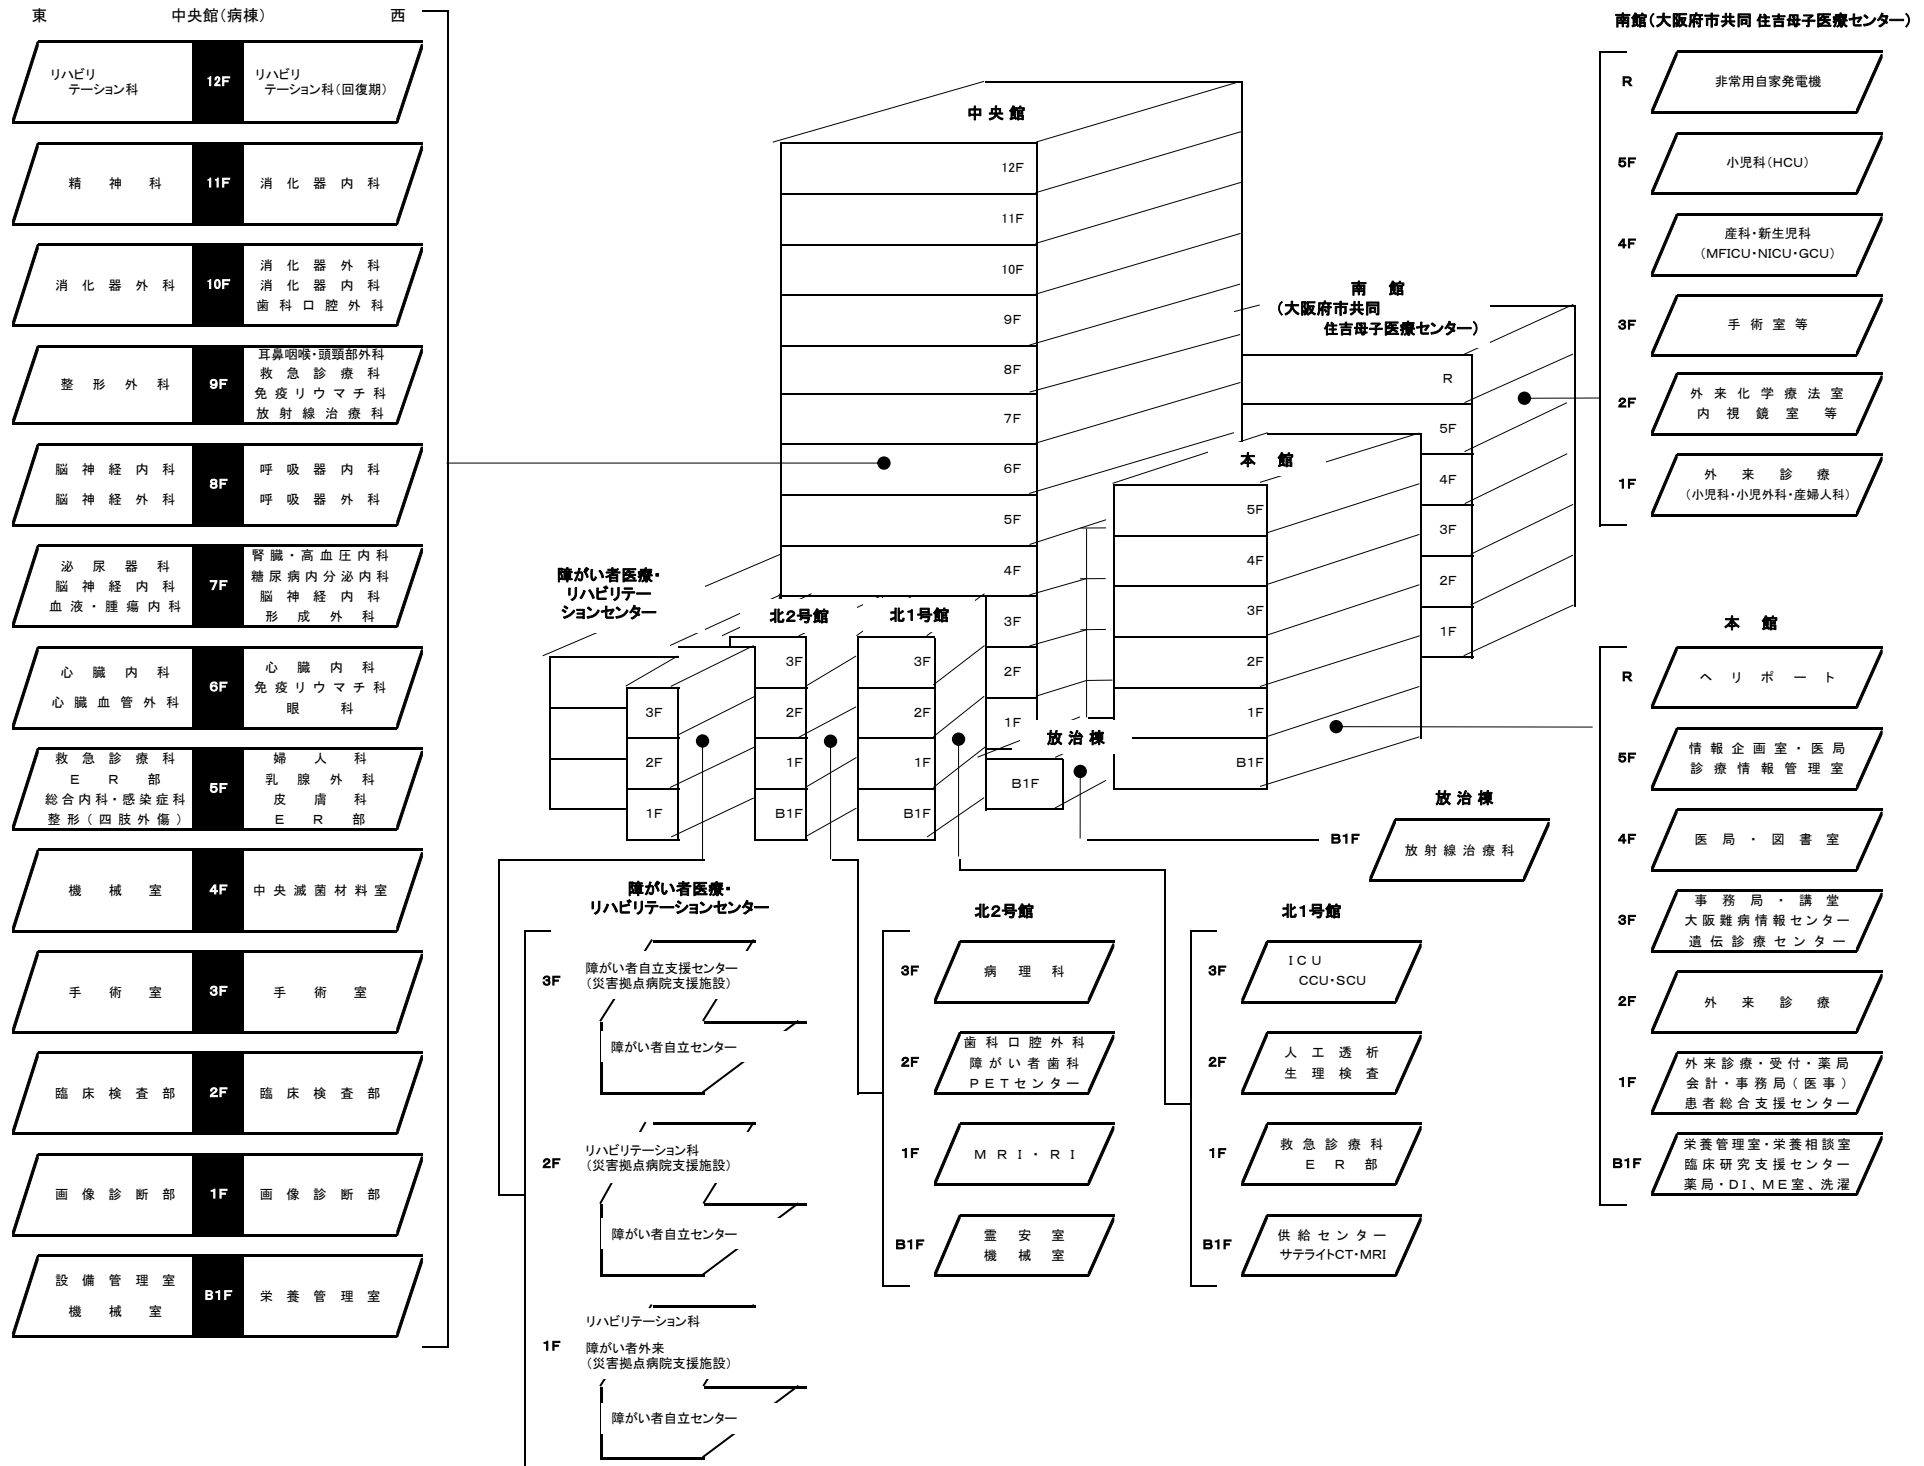 東　中央館（病棟）　西
リハビリ
テーション科
12F
リハビリ
テーション科（回復期）
精神科
11F
消化器内科
消化器外科
10F
消化器外科
消化器内科
歯科口腔外科
整形外科
9F
耳鼻咽喉・頭頸部外科
救急診療科
免疫リウマチ科
放射線治療科
脳神経内科
脳神経外科
8F
呼吸器内科
呼吸器外科
泌尿器科
脳神経内科
血液・腫瘍内科
7F
腎臓・高血圧内科
糖尿病内分泌内科
脳神経内科
形成外科
心臓内科
心臓血管外科
6F
心臓内科
免疫リウマチ科
眼科
救急診療科
ER部
総合内科・感染症科
整形（四肢外傷）
5F
婦人科
乳腺外科
皮膚科
ER部
機械室
4F
中央滅菌材料室
手術室
3F
手術室
臨床検査部
2F
臨床検査部
画像診断部
1F
画像診断部
設備管理室
機械室
B1F
栄養管理室
中央館
12F
11F
10F
9F
8F
7F
6F
5F
4F
3F
2F
1F
B1F
南館
（大阪府市共同
住吉母子医療センター）
R
5F
4F
3F
2F
1F
本館
5F
4F
3F
2F
1F
B1F
放治棟
障がい者医療・
リハビリテー
ションセンター
3F
2F
1F
北2号館
3F
2F
1F
B1F
北1号館
3F
2F
1F
B1F
放治棟
B1F
放射線治療科
障がい者医療・
リハビリテーションセンター
3F
障がい者自立支援センター
（災害拠点病院支援施設）
障がい者自立センター
2F
リハビリテーション科
（災害拠点病院支援施設）
障がい者自立センター
1F
リハビリテーション科
障がい者外来
（災害拠点病院支援施設）
障がい者自立センター
北2号館
3F
病理科
2F
歯科口腔外科
障がい者歯科
PETセンター
1F
MRI・RI
B1F
霊安室
機械室
北1号館
3F
ICU
CCU・SCU
2F
人工透析
生理検査
1F
救急診療科
ER部
B1F
供給センター
サテライトCT・MRI
南館（大阪府市共同 住吉母子医療センター）
R
非常用自家発電機
5F
小児科（HCU）
4F
産科・新生児科
（MFICU・NICU・GCU）
3F
手術室等
2F
外来化学療法室
内視鏡室等
1F
外来診療
（小児科・小児外科・産婦人科）
本館
R
ヘリポート
5F
情報企画室・医局
診療情報管理室
4F
医局・図書室
3F
事務局・講堂
大阪難病情報センター
遺伝診療センター
2F
外来診療
1F
外来診療・受付・薬局
会計・事務局（医事）
患者総合支援センター
B1F
栄養管理室・栄養相談室
臨床研究支援センター
薬局・DI、ME室、洗濯